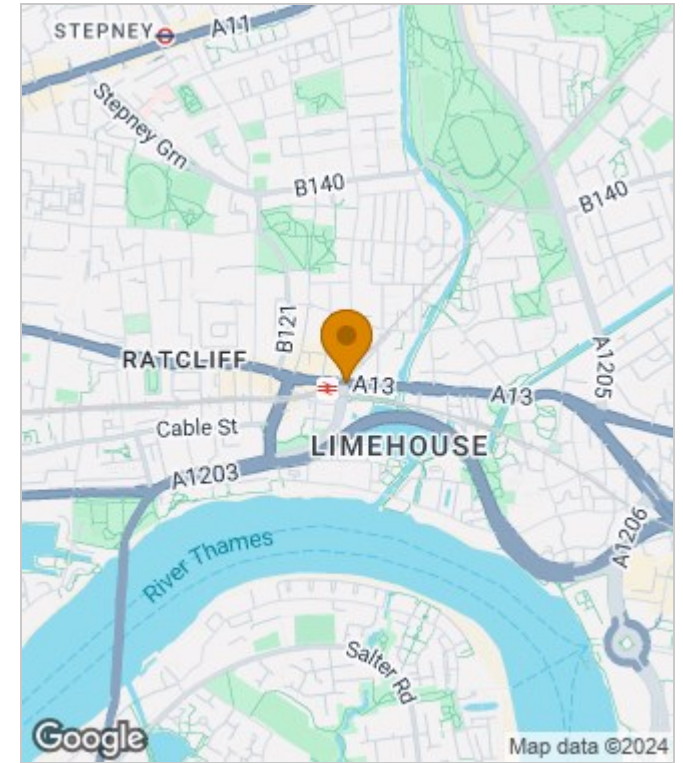 STEPNEY
A11
Stepney Grn
B140
B140
B121
A1205
RATCLIFF
A13
A13
Cable St
LIMEHOUSE
A1203
A1206
River Thames
Salter Rd
Google
Map data ©2024